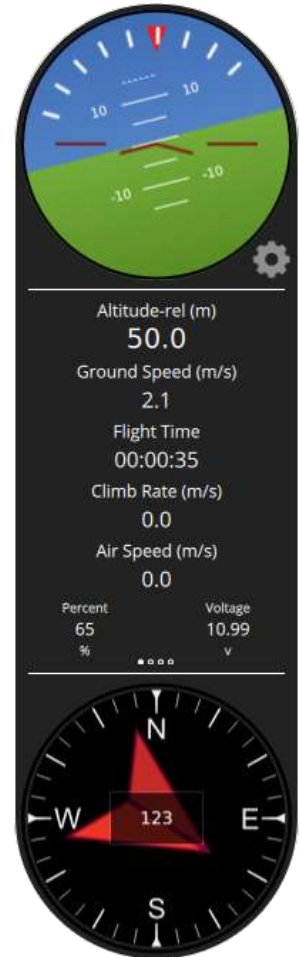 10 10
-10 -10
Altitude-rel (m)
50.0
Ground Speed (m/s)
2.1
Flight Time
00:00:35
Climb Rate (m/s)
0.0
Air Speed (m/s)
0.0
Percent Voltage
65 10.99
% v
N
W 123 E
S